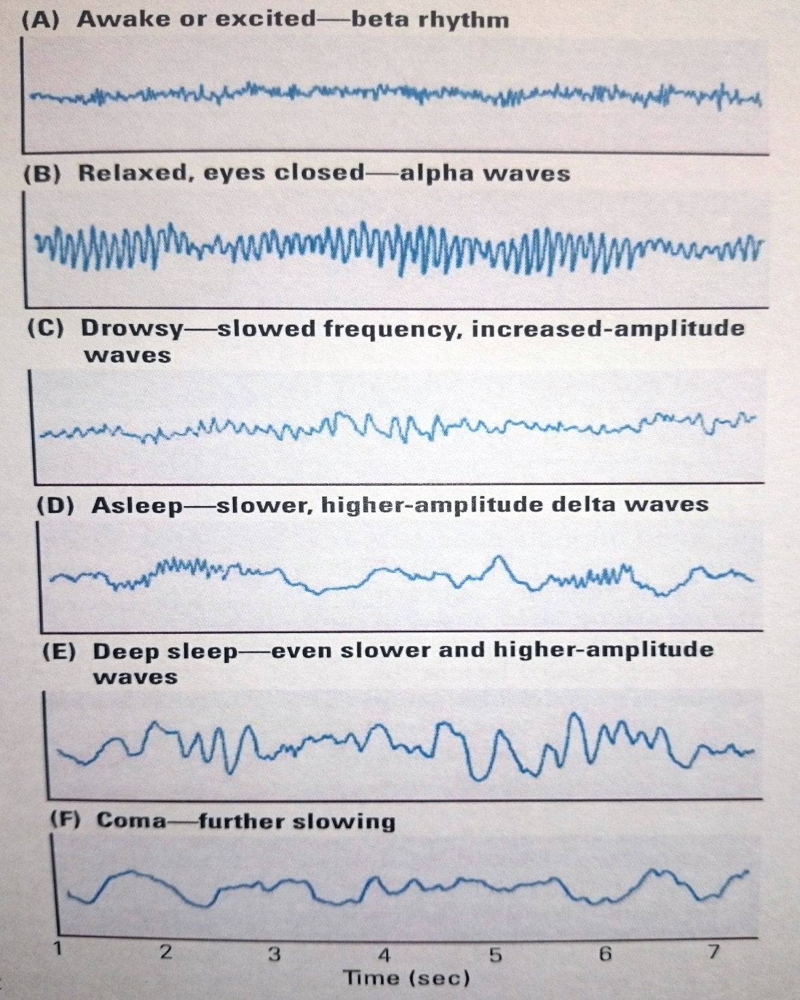 (A) Awake or excited—beta rhythm
(B) Relaxed, eyes closed—alpha waves
(C) Drowsy—slowed frequency, increased-amplitude
waves
(D) Asleep—slower, higher-amplitude delta waves
(E) Deep sleep—even slower and higher-amplitude
waves
(F) Coma—further slowing
1 2 3 4 5 6 7
Time (sec)